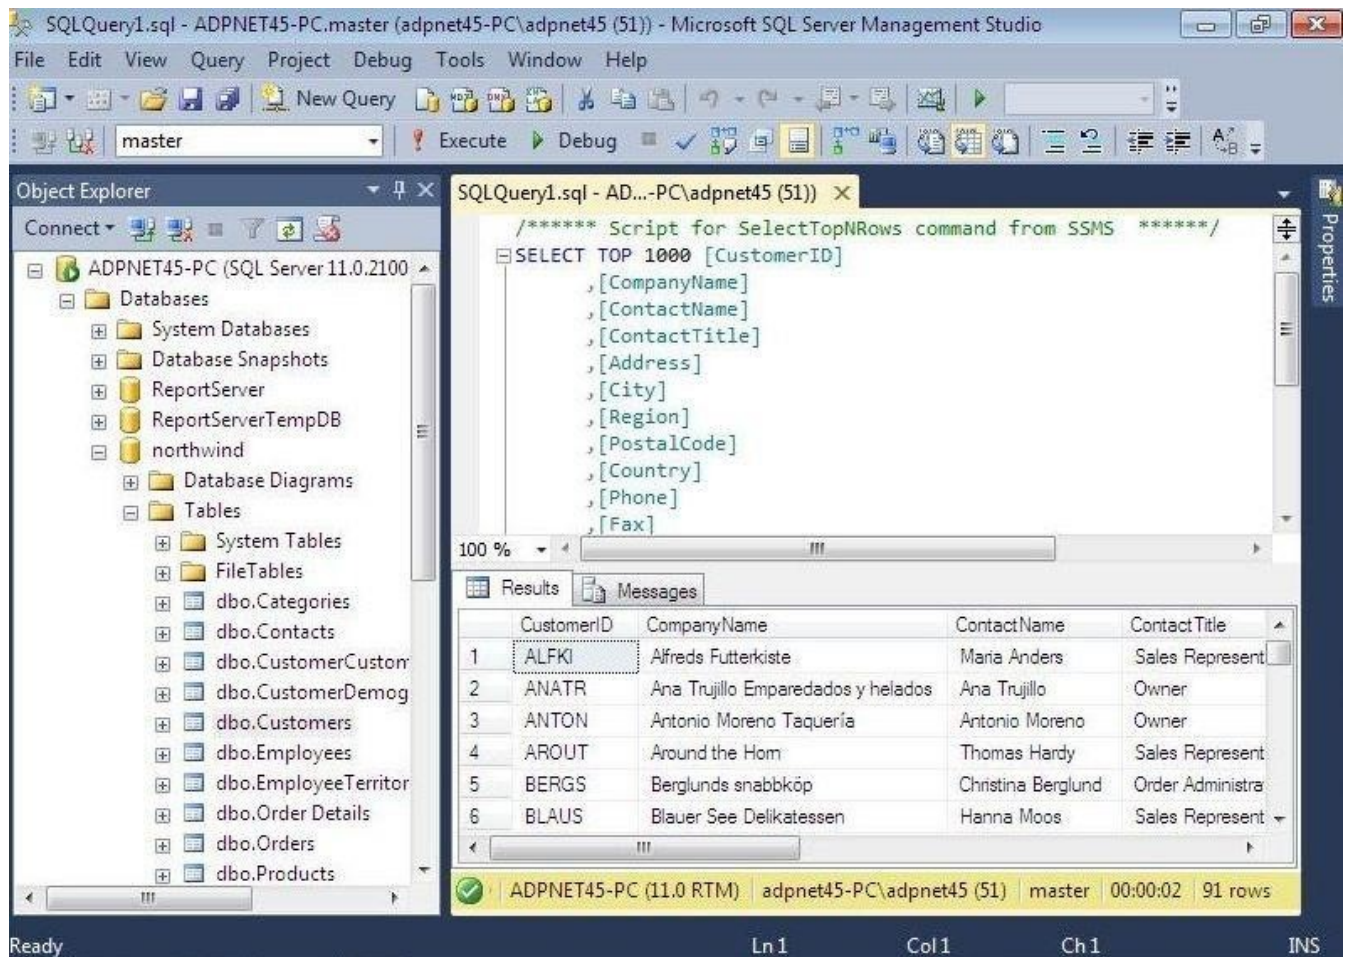 SQLQuery1.sql - ADPNET45-PC.master (adpnet45-PC\adpnet45 (51)) - Microsoft SQL Server Management Studio
File Edit View Query Project Debug Tools Window Help
New Query
master Execute Debug
Object Explorer
Connect
ADPNET45-PC (SQL Server 11.0.2100
Databases
System Databases
Database Snapshots
ReportServer
ReportServerTempDB
northwind
Database Diagrams
Tables
System Tables
FileTables
dbo.Categories
dbo.Contacts
dbo.CustomerCustom
dbo.CustomerDemog
dbo.Customers
dbo.Employees
dbo.EmployeeTerritor
dbo.Order Details
dbo.Orders
dbo.Products
SQLQuery1.sql - AD...-PC\adpnet45 (51))
/****** Script for SelectTopNRows command from SSMS ******/
SELECT TOP 1000 [CustomerID]
,[CompanyName]
,[ContactName]
,[ContactTitle]
,[Address]
,[City]
,[Region]
,[PostalCode]
,[Country]
,[Phone]
,[Fax]
100 %
Results Messages
CustomerID CompanyName ContactName ContactTitle
1 ALFKI Alfreds Futterkiste Maria Anders Sales Represent
2 ANATR Ana Trujillo Emparedados y helados Ana Trujillo Owner
3 ANTON Antonio Moreno Taquería Antonio Moreno Owner
4 AROUT Around the Horn Thomas Hardy Sales Represent
5 BERGS Berglunds snabbköp Christina Berglund Order Administra
6 BLAUS Blauer See Delikatessen Hanna Moos Sales Represent
ADPNET45-PC (11.0 RTM) adpnet45-PC\adpnet45 (51) master 00:00:02 91 rows
Properties
Ready Ln 1 Col 1 Ch 1 INS